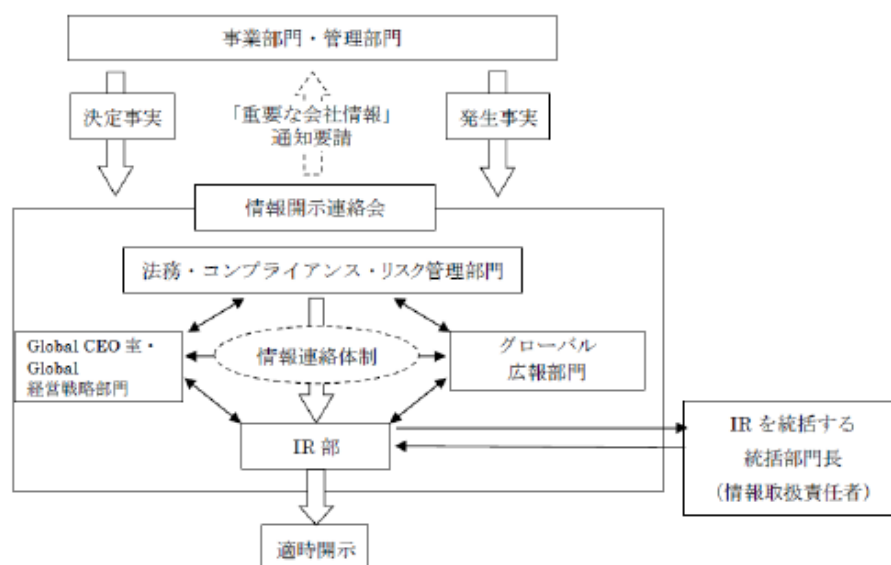 事業部門・管理部門
決定事実
「重要な会社情報」
通知要請
発生事実
情報開示連絡会
法務・コンプライアンス・リスク管理部門
Global CEO 室・
Global
経営戦略部門
情報連絡体制
グローバル
広報部門
IR 部
IR を統括する
統括部門長
（情報取扱責任者）
適時開示